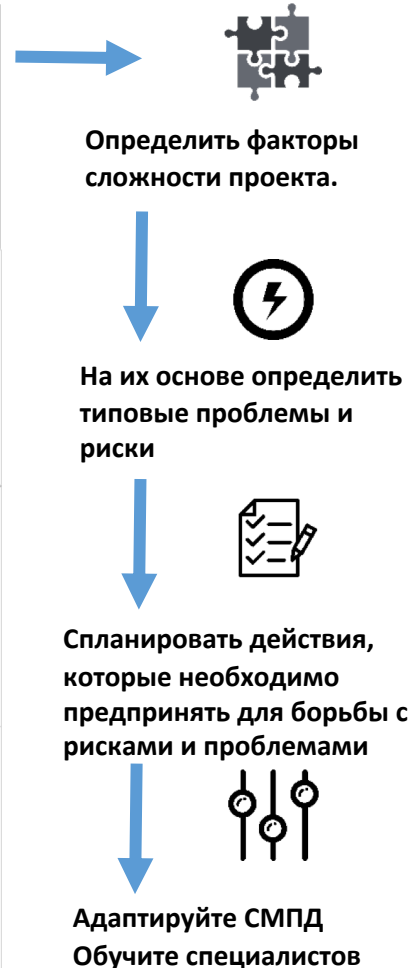 Определить факторы
сложности проекта.
На их основе определить
типовые проблемы и
риски
Спланировать действия,
которые необходимо
предпринять для борьбы с
рисками и проблемами
Адаптируйте СМПД
Обучите специалистов